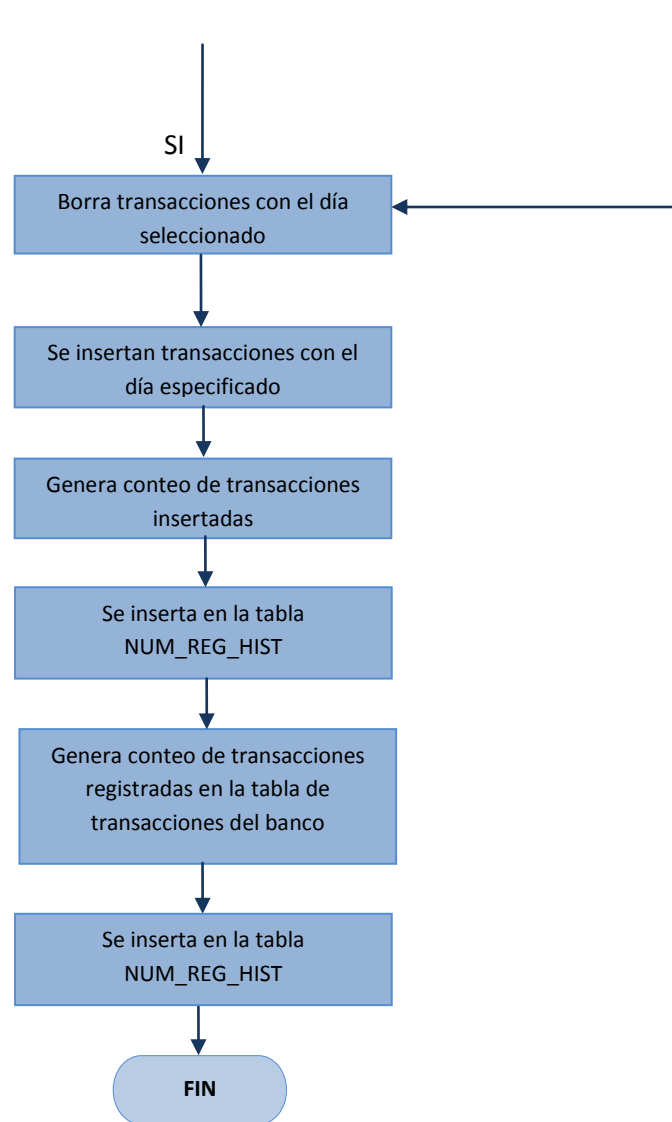 SI
Borra transacciones con el día
seleccionado
Se insertan transacciones con el
día especificado
Genera conteo de transacciones
insertadas
Se inserta en la tabla
NUM_REG_HIST
Genera conteo de transacciones
registradas en la tabla de
transacciones del banco
Se inserta en la tabla
NUM_REG_HIST
FIN